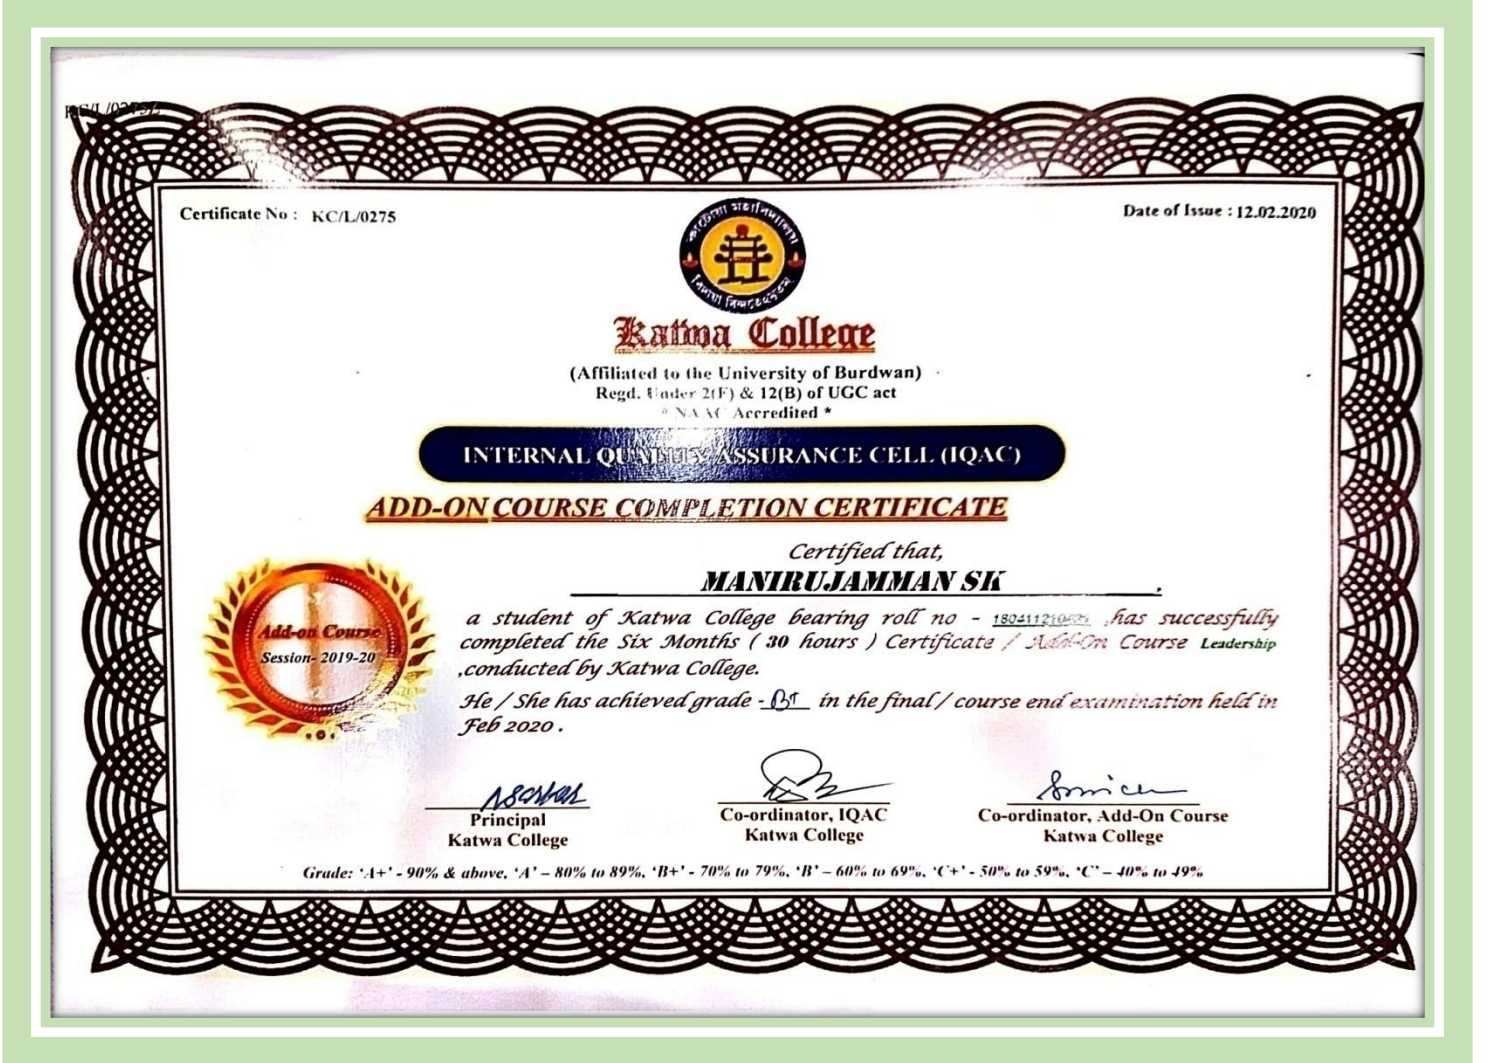 KC/L/0275L
Certificate No : KC/L/0275
Date of Issue : 12.02.2020
কাটোয়া মহাবিদ্যালয়
Katwa College
(Affiliated to the University of Burdwan)
Regd. Under 2(F) & 12(B) of UGC act
* NAAC Accredited *
INTERNAL QUALITY ASSURANCE CELL (IQAC)
ADD-ON COURSE COMPLETION CERTIFICATE
Certified that,
MANIRUJAMMAN SK .
Add-on Course
Session- 2019-20
a student of Katwa College bearing roll no - ,has successfully
completed the Six Months ( 30 hours ) Certificate / Add-On Course Leadership
,conducted by Katwa College.
He / She has achieved grade - B+ in the final / course end examination held in
Feb 2020 .
Principal
Katwa College
Co-ordinator, IQAC
Katwa College
Co-ordinator, Add-On Course
Katwa College
Grade: 'A+' - 90% & above, 'A' – 80% to 89%, 'B+' - 70% to 79%, 'B' – 60% to 69%, 'C+' - 50% to 59%, 'C' – 40% to 49%